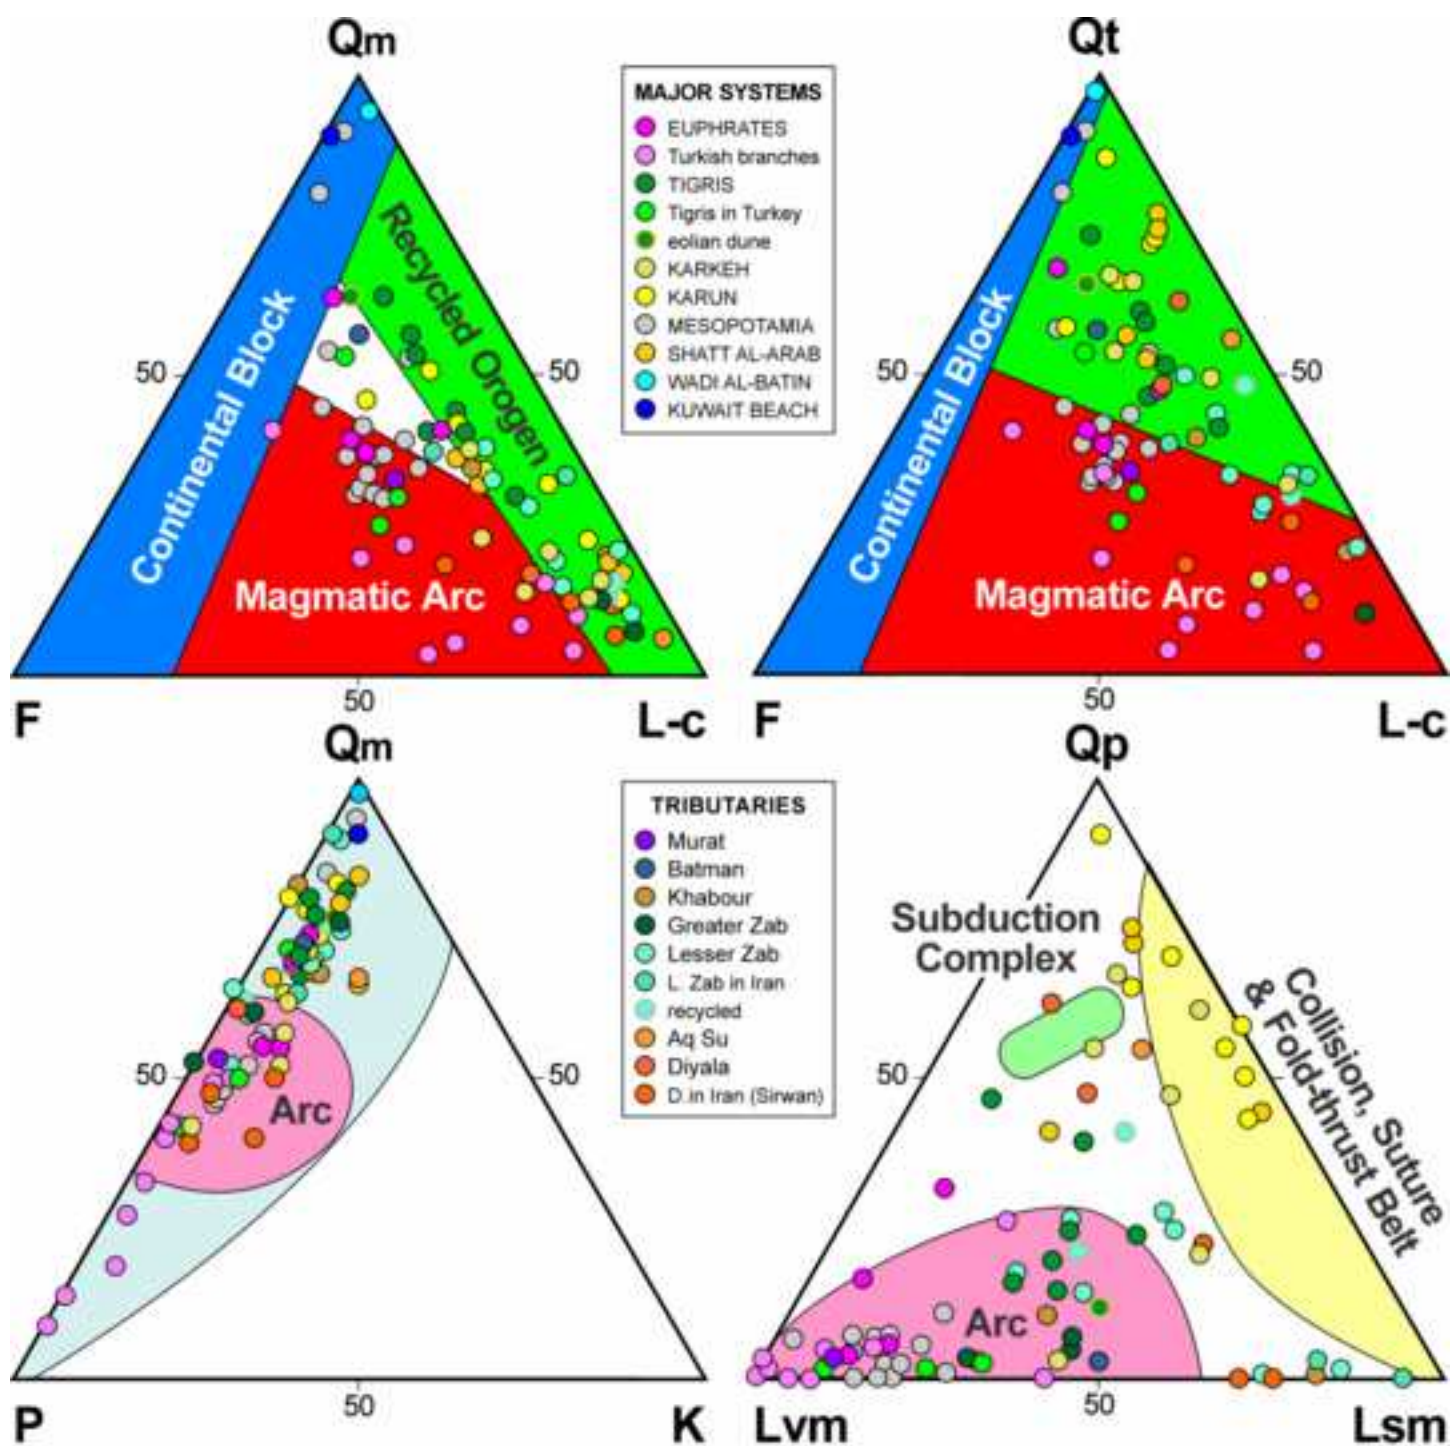 Qm
Qt
MAJOR SYSTEMS
EUPHRATES
Turkish branches
TIGRIS
Tigris in Turkey
eolian dune
KARKEH
KARUN
MESOPOTAMIA
SHATT AL-ARAB
WADI AL-BATIN
KUWAIT BEACH
Continental Block
Recycled Orogen
Magmatic Arc
50
50
50
F
L-c
Continental Block
Magmatic Arc
50
50
50
F
L-c
Qm
Qp
TRIBUTARIES
Murat
Batman
Khabour
Greater Zab
Lesser Zab
L. Zab in Iran
recycled
Aq Su
Diyala
D.in Iran (Sirwan)
50
50
Arc
50
P
K
Subduction
Complex
Collision, Suture
& Fold-thrust Belt
50
Arc
50
Lvm
Lsm